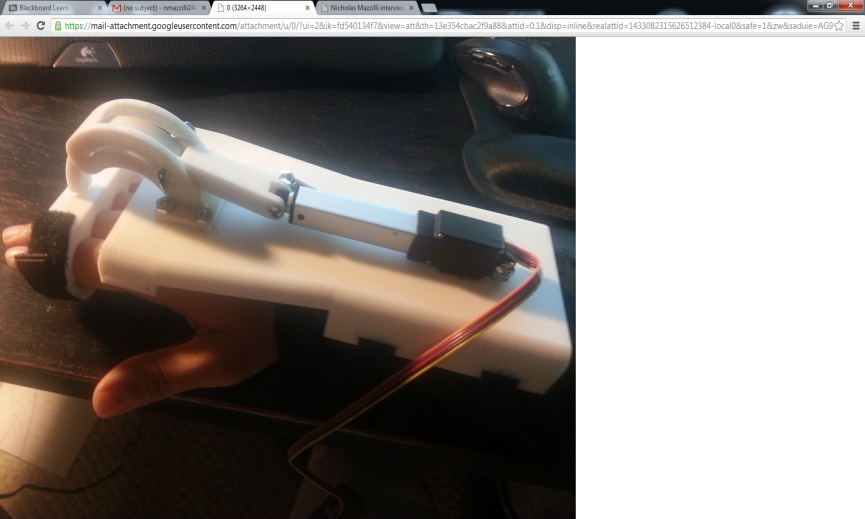 Blackboard Learn
(no subject) - nmazzilli24
0 (3264×2448)
Nicholas Mazzilli interview
https://mail-attachment.googleusercontent.com/attachment/u/0/?ui=2&ik=fd540134f7&view=att&th=13e354cbac2f9a88&attid=0.1&disp=inline&realattid=1433082315626512384-local0&safe=1&zw&saduie=AG9
Logitech